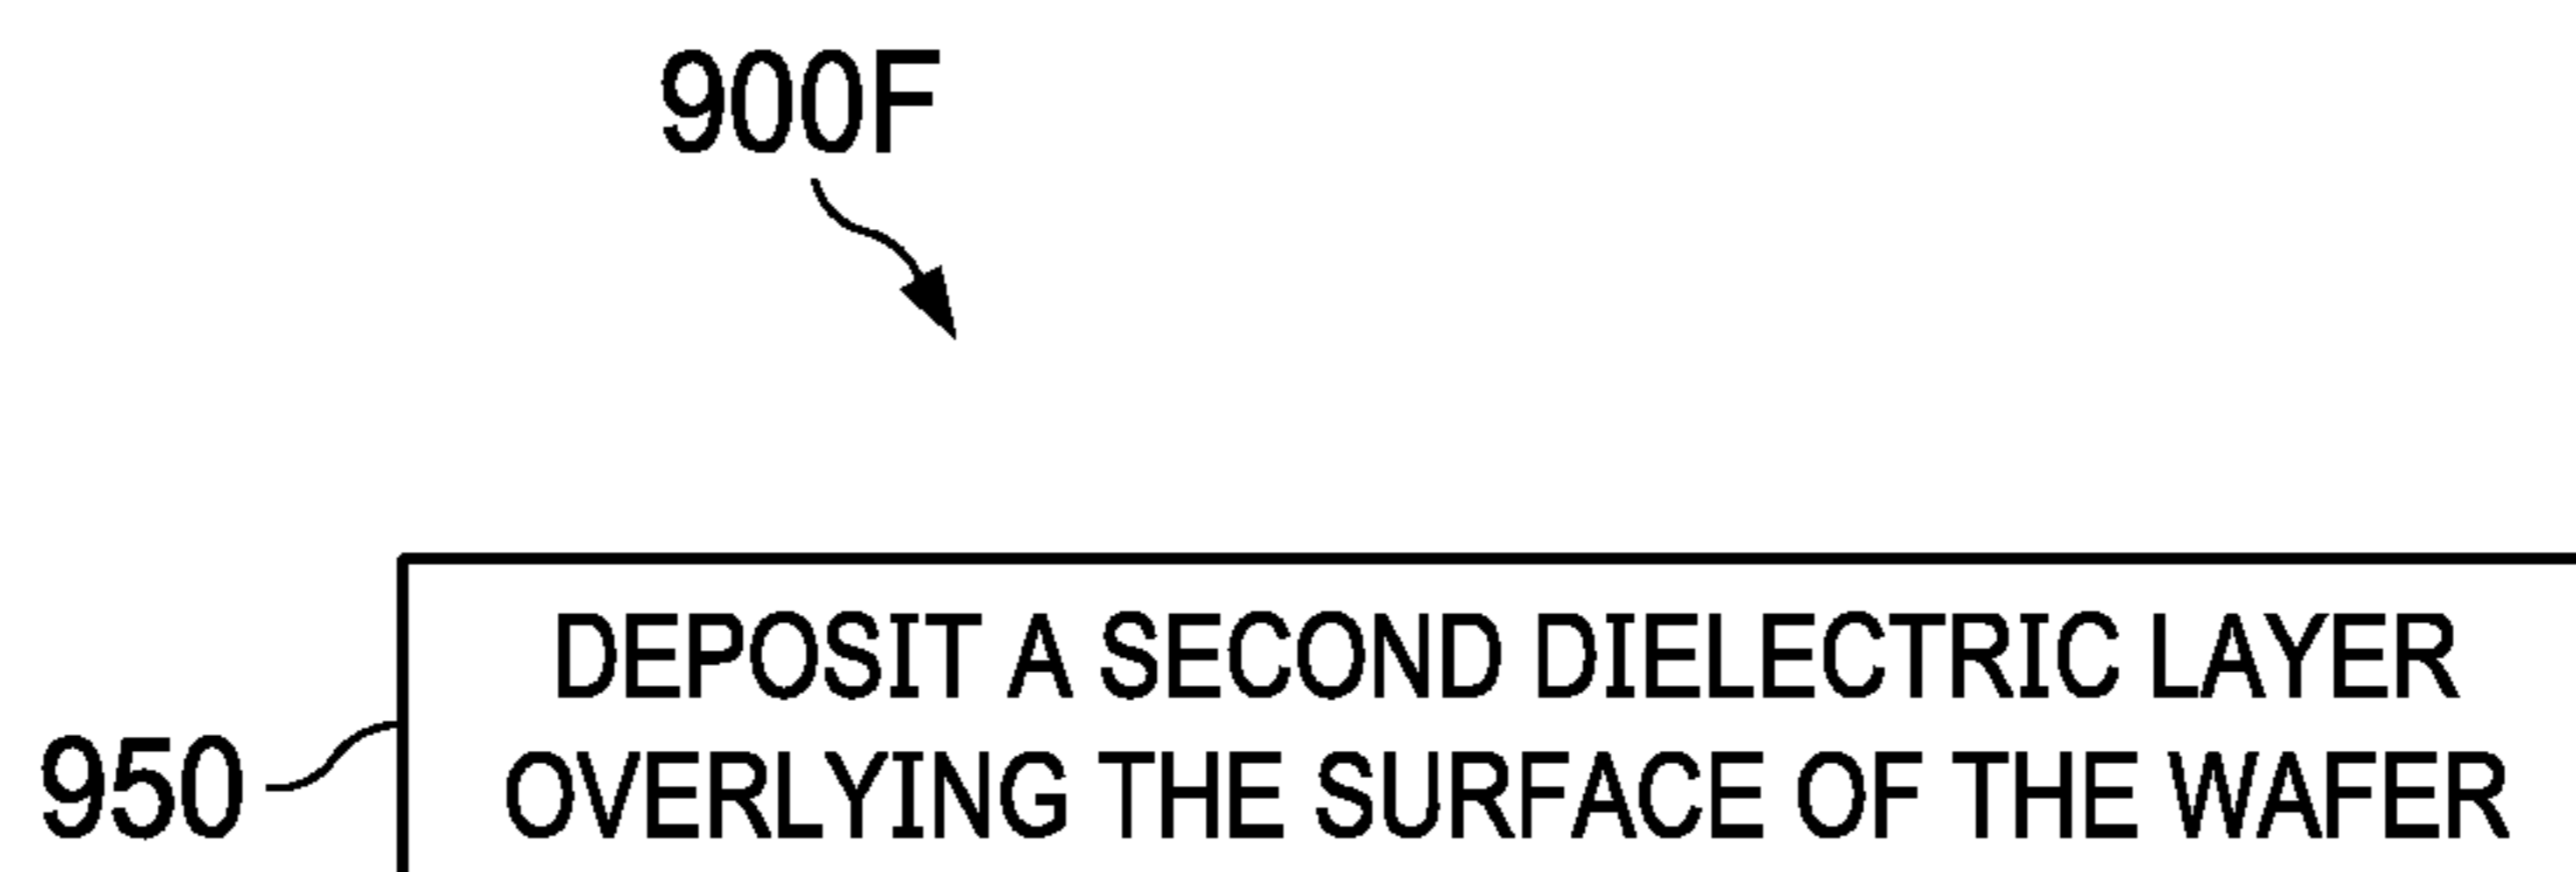 900F
DEPOSIT A SECOND DIELECTRIC LAYER
950 OVERLYING THE SURFACE OF THE WAFER